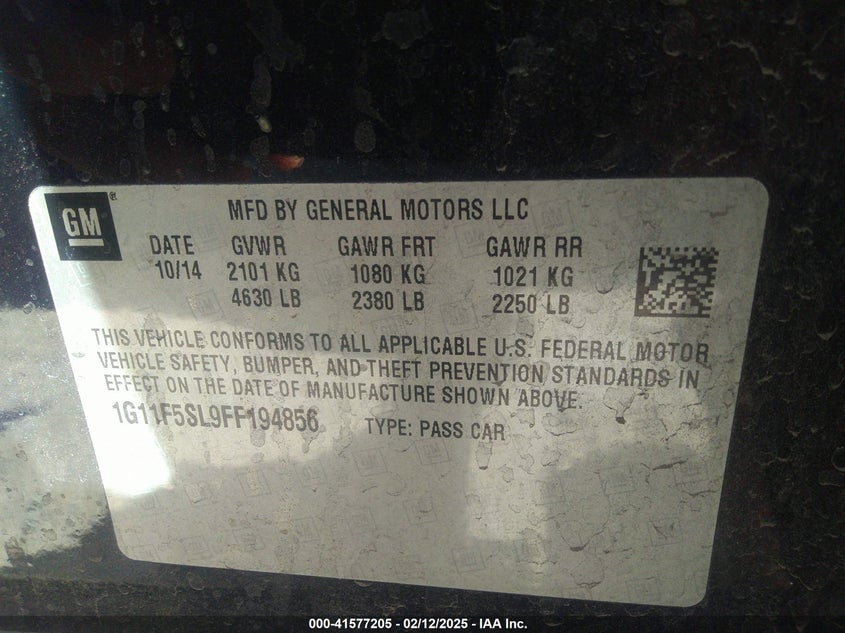 GM
®
MFD BY GENERAL MOTORS LLC
DATE GVWR GAWR FRT GAWR RR
10/14 2101 KG 1080 KG 1021 KG
4630 LB 2380 LB 2250 LB
THIS VEHICLE CONFORMS TO ALL APPLICABLE U.S. FEDERAL MOTOR
VEHICLE SAFETY, BUMPER, AND THEFT PREVENTION STANDARDS IN
EFFECT ON THE DATE OF MANUFACTURE SHOWN ABOVE.
1G11F5SL9FF194856 TYPE: PASS CAR
000-41577205 - 02/12/2025 - IAA Inc.